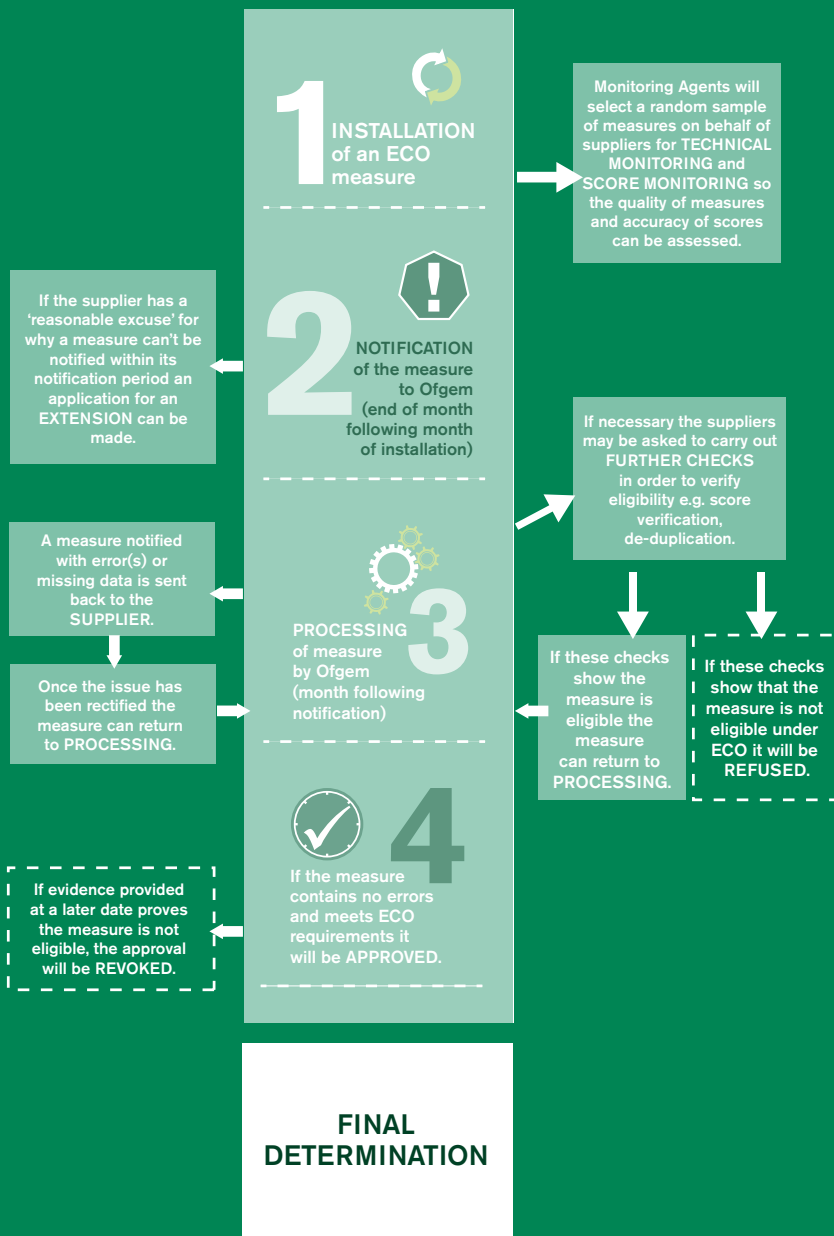 1
INSTALLATION
of an ECO
measure
Monitoring Agents will
select a random sample
of measures on behalf of
suppliers for TECHNICAL
MONITORING and
SCORE MONITORING so
the quality of measures
and accuracy of scores
can be assessed.
!
2
NOTIFICATION
of the measure
to Ofgem
(end of month
following month
of installation)
If the supplier has a
‘reasonable excuse’ for
why a measure can’t be
notified within its
notification period an
application for an
EXTENSION can be
made.
3
PROCESSING
of measure
by Ofgem
(month following
notification)
If necessary the suppliers
may be asked to carry out
FURTHER CHECKS
in order to verify
eligibility e.g. score
verification,
de-duplication.
A measure notified
with error(s) or
missing data is sent
back to the
SUPPLIER.
Once the issue has
been rectified the
measure can return
to PROCESSING.
If these checks
show the
measure is
eligible the
measure
can return to
PROCESSING.
If these checks
show that the
measure is not
eligible under
ECO it will be
REFUSED.
4
If the measure
contains no errors
and meets ECO
requirements it
will be APPROVED.
If evidence provided
at a later date proves
the measure is not
eligible, the approval
will be REVOKED.
FINAL
DETERMINATION